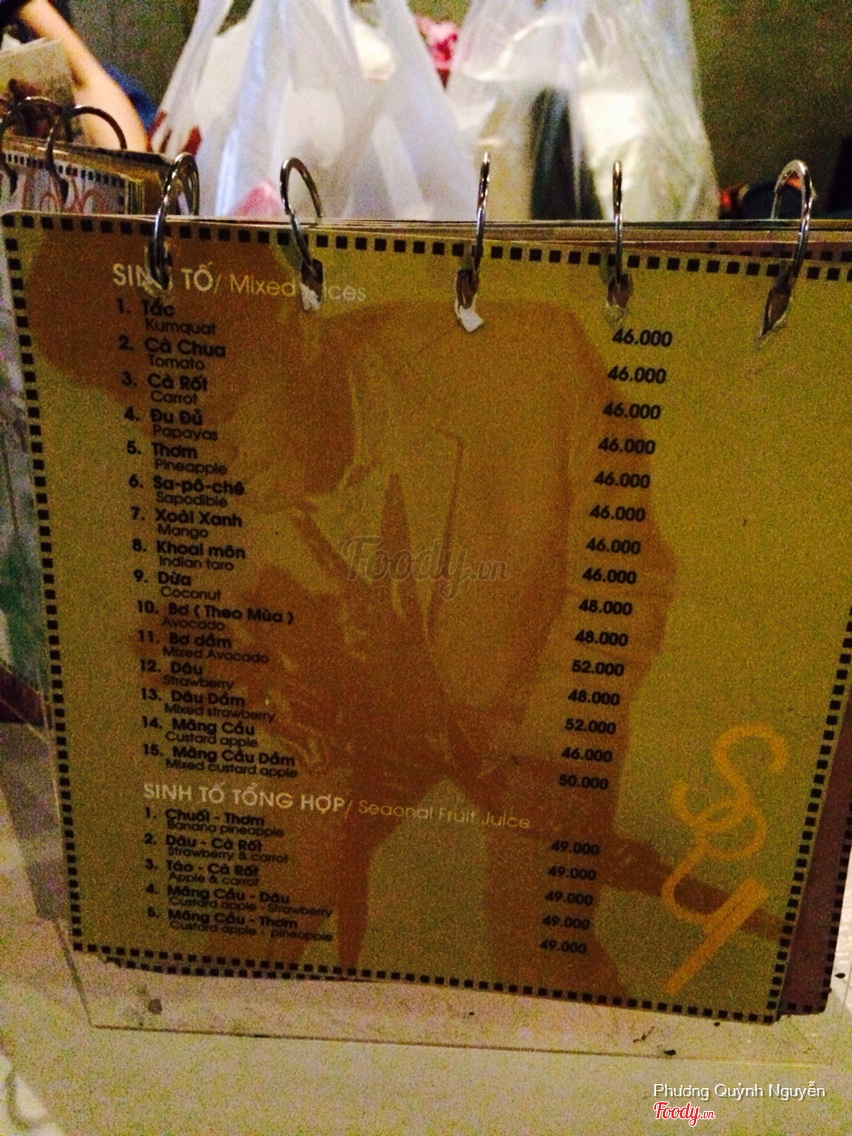 SINH TỐ/ Mixed
1. Tắc 46.000
Kumquat
2. Cà Chua 46.000
Tomato
3. Cà Rốt 46.000
Carrot
4. Đu Đủ 46.000
Papayas
5. Thơm 46.000
Pineapple
6. Sa-pô-chê 46.000
Sapodible
7. Xoài Xanh 46.000
Mango
8. Khoai môn 46.000
Indian taro
9. Dừa 48.000
Coconut
10. Bơ ( Theo Mùa ) 48.000
Avocado
11. Bơ dầm 52.000
Mixed Avocado
12. Dâu 48.000
Strawberry
13. Dâu Dầm 52.000
Mixed strawberry
14. Mãng Cầu 46.000
Custard apple
15. Mãng Cầu Dầm 50.000
Mixed custard apple
SINH TỐ TỔNG HỢP/ Seaonal Fruit Juice
1. Chuối - Thơm 49.000
Banana pineapple
2. Dâu - Cà Rốt 49.000
Strawberry & carrot
3. Táo - Cà Rốt 49.000
Apple & carrot
4. Mãng Cầu - Dâu 49.000
Custard apple - Strawberry
5. Mãng Cầu - Thơm 49.000
Custard apple - pineapple
Foody.vn
Phương Quỳnh Nguyễn
Foody.vn